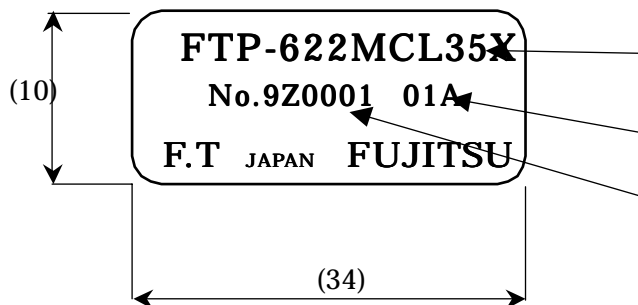 FTP-622MCL35X
(10)
No.9Z0001 01A
F.T JAPAN FUJITSU
(34)